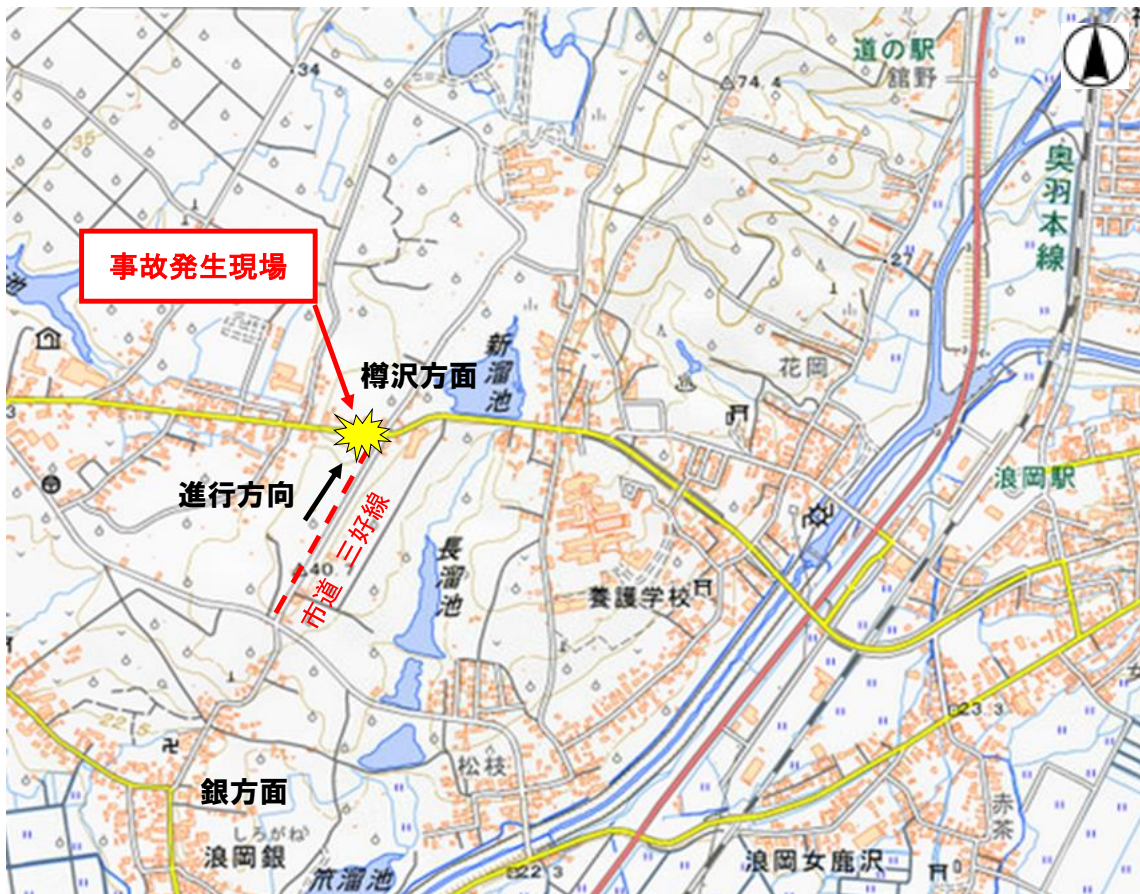 道の駅
舘野
34
74.4
35
奥羽本線
27
事故発生現場
池
新溜池
樽沢方面
花岡
3
進行方向
浪岡駅
市道 三好線
長溜池
40
養護学校
22.5
23.3
松枝
銀方面
しろがね
浪岡銀
赤茶
浪岡女鹿沢
22.3